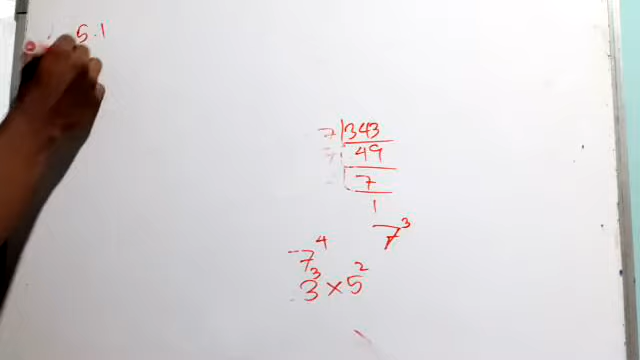 5.1
7 | 343
7 | 49
7
1
7³
7⁴
3³ × 5²